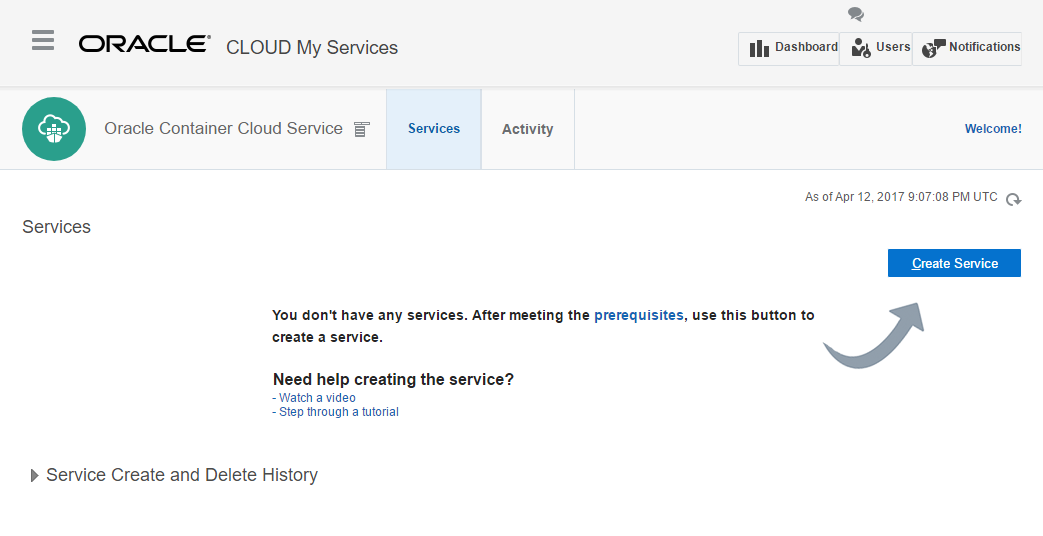 ORACLE CLOUD My Services
Dashboard
Users
Notifications
Oracle Container Cloud Service
Services
Activity
Welcome!
As of Apr 12, 2017 9:07:08 PM UTC
Services
Create Service
You don't have any services. After meeting the prerequisites, use this button to
create a service.
Need help creating the service?
- Watch a video
- Step through a tutorial
Service Create and Delete History